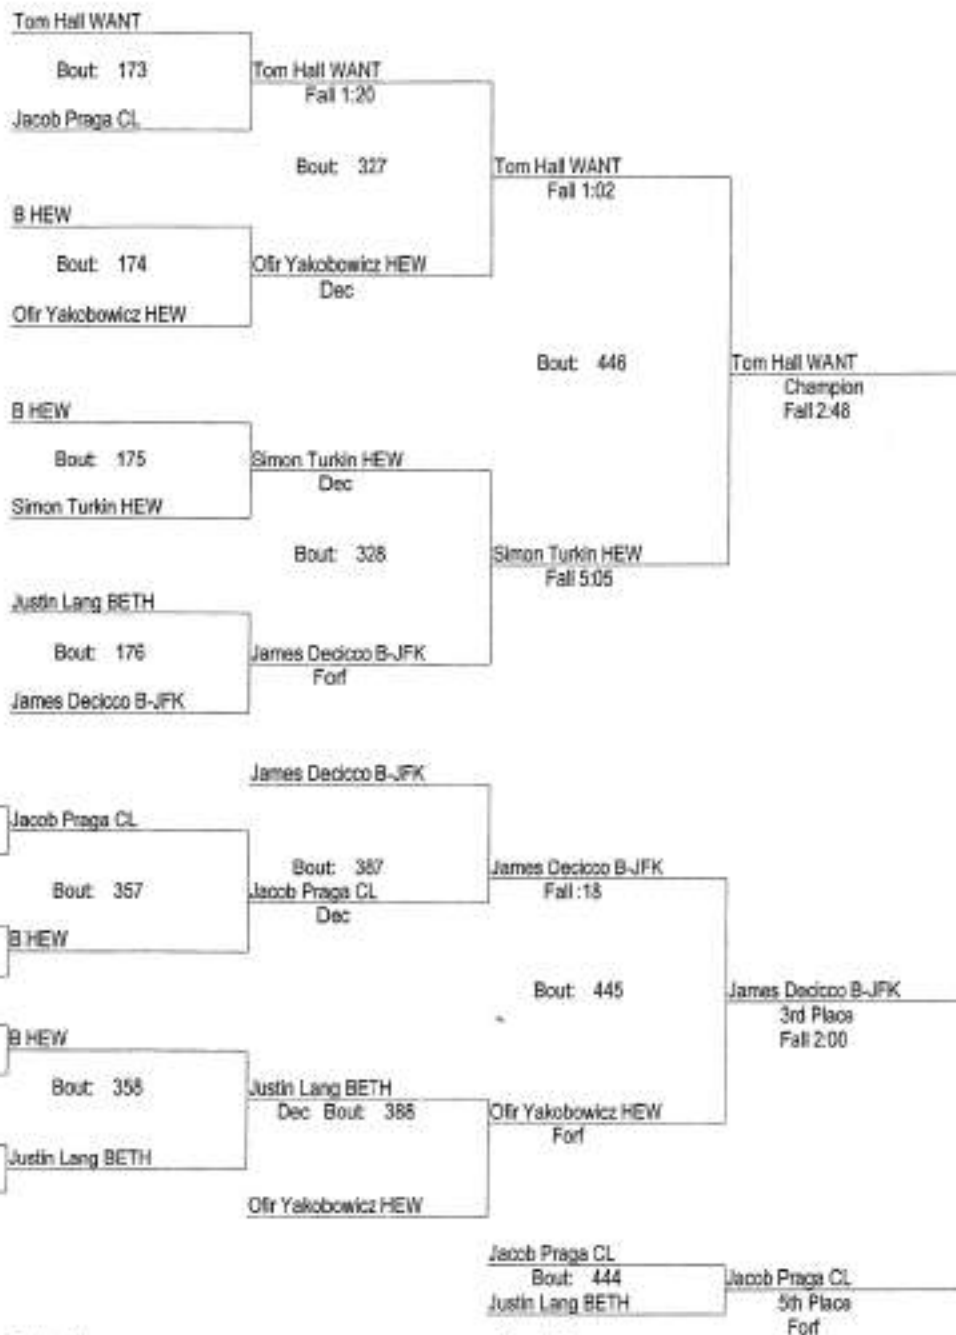 Tom Hall WANT
Bout: 173
Tom Hall WANT
Fall 1:20
Jacob Praga CL
Bout: 327
Tom Hall WANT
Fall 1:02
B HEW
Bout: 174
Ofir Yakobowicz HEW
Dec
Ofir Yakobowicz HEW
Bout: 446
Tom Hall WANT
Champion
Fall 2:48
B HEW
Bout: 175
Simon Turkin HEW
Dec
Simon Turkin HEW
Bout: 328
Simon Turkin HEW
Fall 5:05
Justin Lang BETH
Bout: 176
James Decicco B-JFK
Forf
James Decicco B-JFK
James Decicco B-JFK
Jacob Praga CL
Bout: 387
James Decicco B-JFK
Fall :18
Bout: 357
Jacob Praga CL
Dec
B HEW
Bout: 445
James Decicco B-JFK
3rd Place
Fall 2:00
B HEW
Bout: 358
Justin Lang BETH
Dec Bout: 388
Ofir Yakobowicz HEW
Forf
Justin Lang BETH
Ofir Yakobowicz HEW
Jacob Praga CL
Bout: 444
Jacob Praga CL
Justin Lang BETH
5th Place
Forf